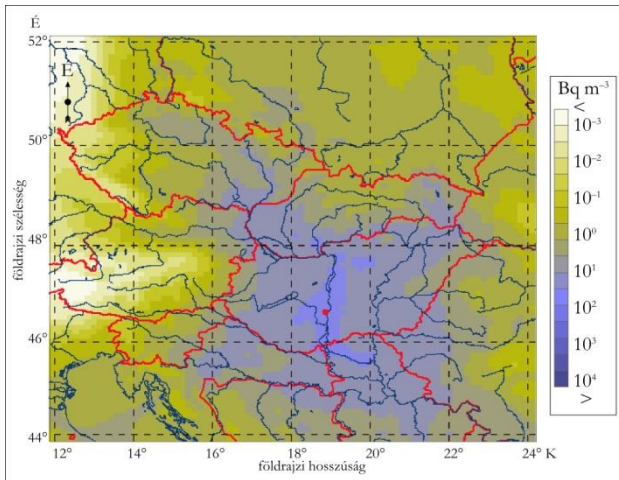 É
52°
50°
48°
46°
44°
földrajzi szélesség
É
12° 14° 16° 18° 20° 22° 24° K
földrajzi hosszúság
Bq m⁻³
<
10⁻³
10⁻²
10⁻¹
10⁰
10¹
10²
10³
10⁴
>